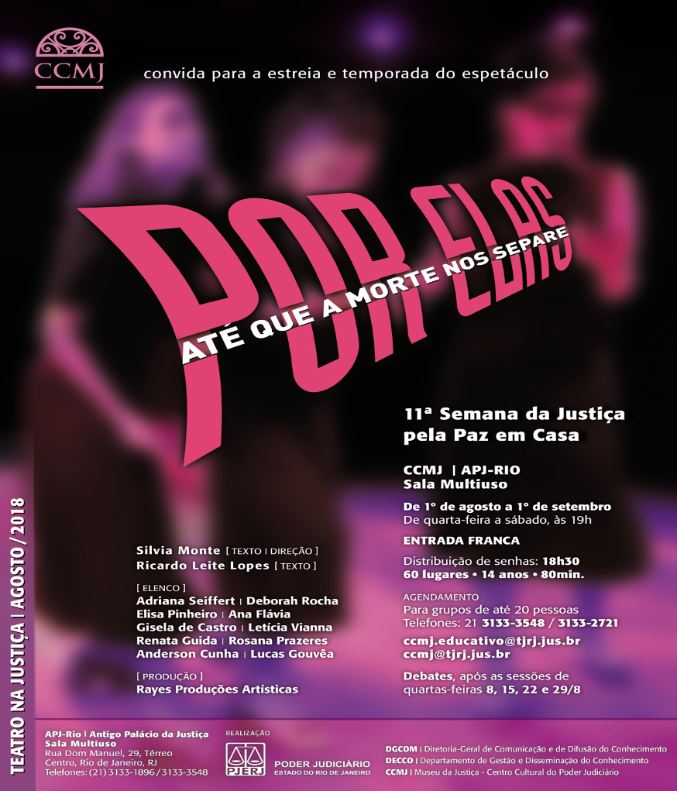 CCMJ
convida para a estreia e temporada do espetáculo
POR ELAS
ATÉ QUE A MORTE NOS SEPARE
11ª Semana da Justiça
pela Paz em Casa
CCMJ | APJ-RIO
Sala Multiuso
De 1º de agosto a 1º de setembro
De quarta-feira a sábado, às 19h
ENTRADA FRANCA
Distribuição de senhas: 18h30
60 lugares • 14 anos • 80min.
AGENDAMENTO
Para grupos de até 20 pessoas
Telefones: 21 3133-3548 / 3133-2721
ccmj.educativo@tjrj.jus.br
ccmj@tjrj.jus.br
Debates, após as sessões de
quartas-feiras 8, 15, 22 e 29/8
Silvia Monte [ TEXTO | DIREÇÃO ]
Ricardo Leite Lopes [ TEXTO ]
[ ELENCO ]
Adriana Seiffert | Deborah Rocha
Elisa Pinheiro | Ana Flávia
Gisela de Castro | Letícia Vianna
Renata Guida | Rosana Prazeres
Anderson Cunha | Lucas Gouvêa
[ PRODUÇÃO ]
Rayes Produções Artísticas
TEATRO NA JUSTIÇA | AGOSTO / 2018
APJ-Rio | Antigo Palácio da Justiça
Sala Multiuso
Rua Dom Manuel, 29, Térreo
Centro, Rio de Janeiro, RJ
Telefones: (21) 3133-1896 / 3133-3548
REALIZAÇÃO
PJERJ
PODER JUDICIÁRIO
ESTADO DO RIO DE JANEIRO
DGCOM | Diretoria-Geral de Comunicação e de Difusão do Conhecimento
DECCO | Departamento de Gestão e Disseminação do Conhecimento
CCMJ | Museu da Justiça - Centro Cultural do Poder Judiciário